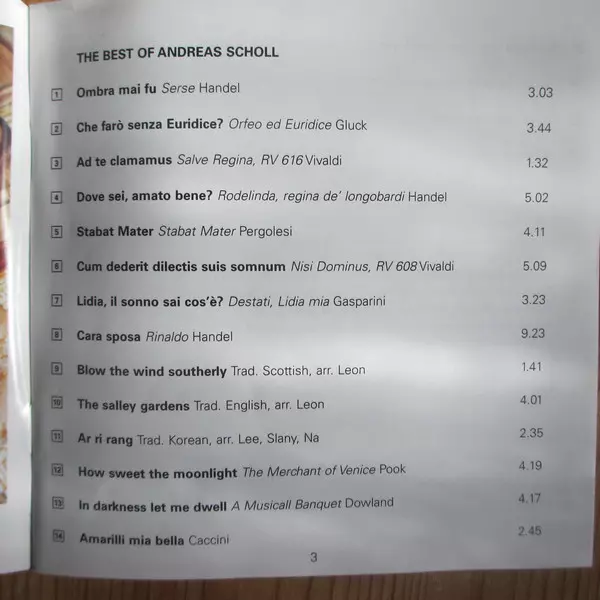 THE BEST OF ANDREAS SCHOLL
1 Ombra mai fu Serse Handel 3.03
2 Che farò senza Euridice? Orfeo ed Euridice Gluck 3.44
3 Ad te clamamus Salve Regina, RV 616 Vivaldi 1.32
4 Dove sei, amato bene? Rodelinda, regina de' longobardi Handel 5.02
5 Stabat Mater Stabat Mater Pergolesi 4.11
6 Cum dederit dilectis suis somnum Nisi Dominus, RV 608 Vivaldi 5.09
7 Lidia, il sonno sai cos'è? Destati, Lidia mia Gasparini 3.23
8 Cara sposa Rinaldo Handel 9.23
9 Blow the wind southerly Trad. Scottish, arr. Leon 1.41
10 The salley gardens Trad. English, arr. Leon 4.01
11 Ar ri rang Trad. Korean, arr. Lee, Slany, Na 2.35
12 How sweet the moonlight The Merchant of Venice Pook 4.19
13 In darkness let me dwell A Musicall Banquet Dowland 4.17
14 Amarilli mia bella Caccini 2.45
3